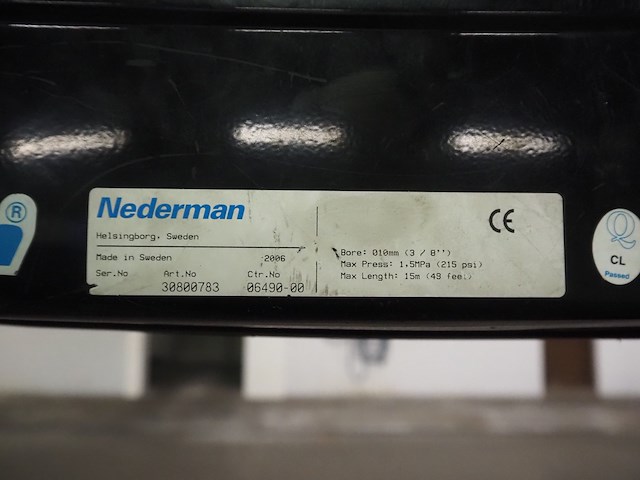 ®
Nederman
Helsingborg, Sweden
Made in Sweden :2006
Ser.No Art.No Ctr.No
30800783 06490-00
CE
Bore: Ø10mm (3 / 8'')
Max Press: 1.5MPa (215 psi)
Max Length: 15m (49 feet)
Q
CL
Passed